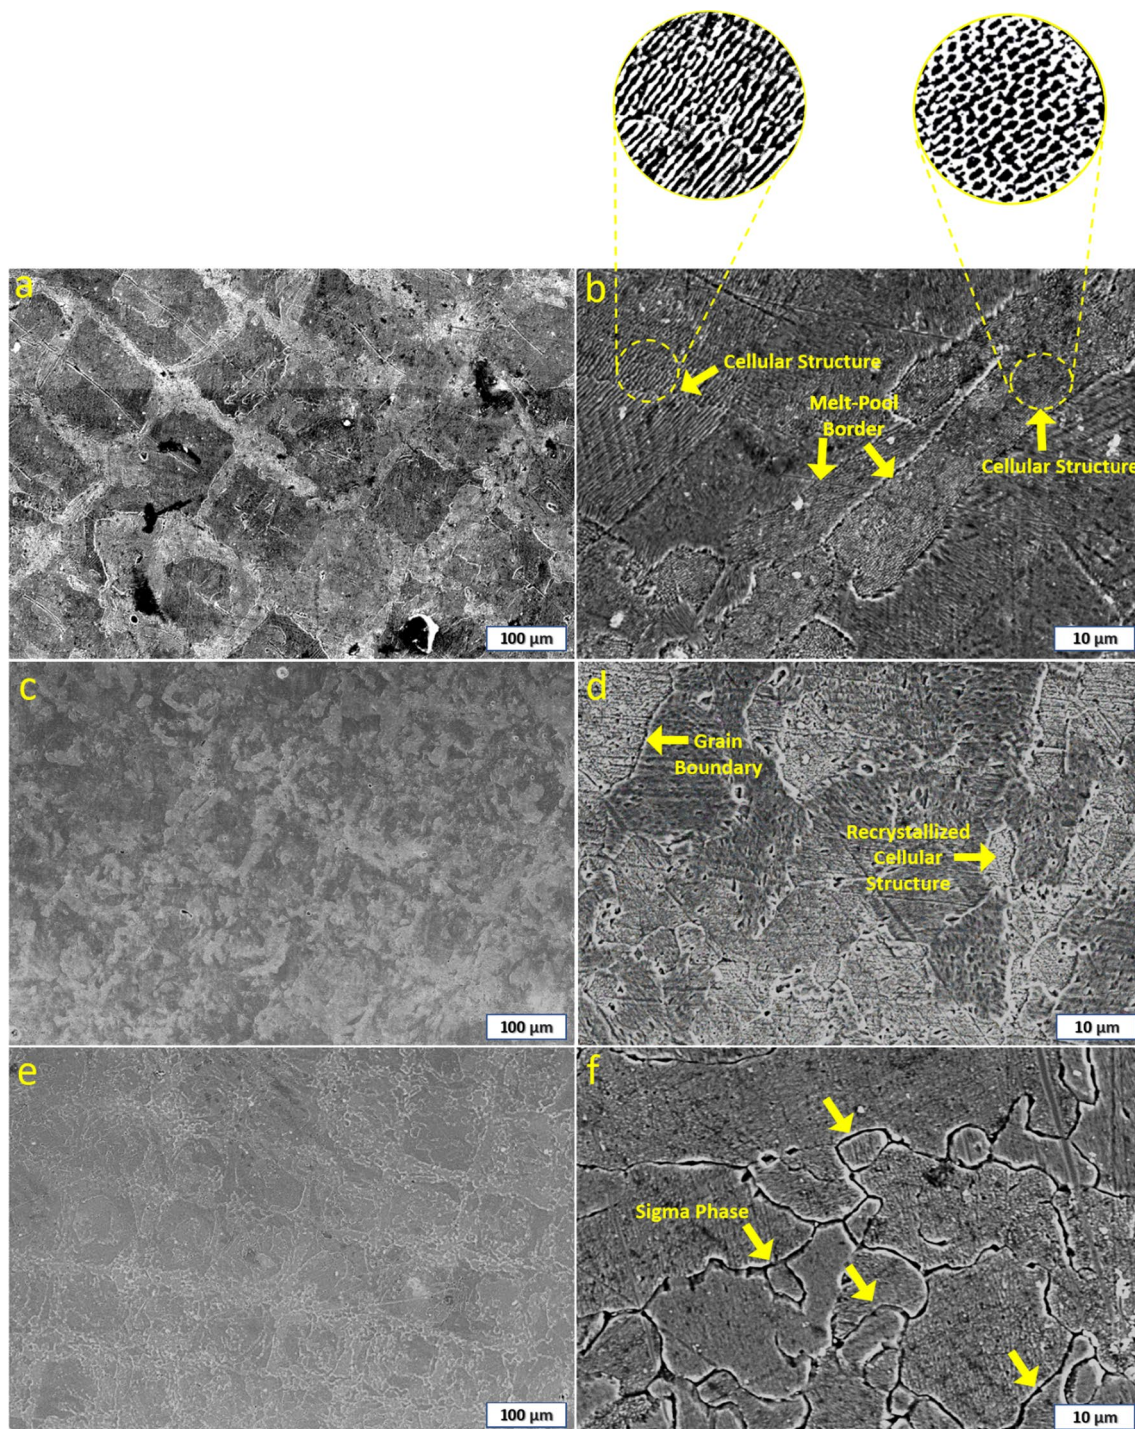 a
b
Cellular Structure
Melt-Pool
Border
Cellular Structure
100 µm
10 µm
c
d
Grain
Boundary
Recrystallized
Cellular
Structure
100 µm
10 µm
e
f
Sigma Phase
100 µm
10 µm